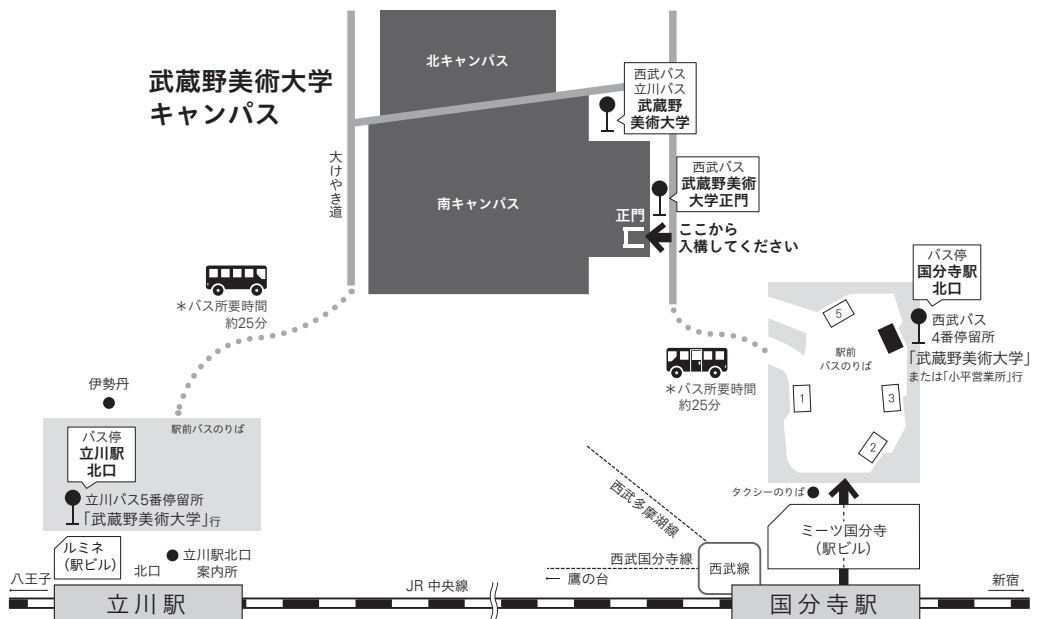 武蔵野美術大学
キャンパス
北キャンパス
西武バス
立川バス
武蔵野
美術大学
大けやき道
南キャンパス
西武バス
武蔵野美術
大学正門
正門
ここから
入構してください
＊バス所要時間
約25分
バス停
国分寺駅
北口
西武バス
4番停留所
「武蔵野美術大学」
または「小平営業所」行
5
駅前
バスのりば
1
3
2
＊バス所要時間
約25分
伊勢丹
駅前バスのりば
バス停
立川駅
北口
立川バス5番停留所
「武蔵野美術大学」行
ルミネ
（駅ビル）
北口
立川駅北口
案内所
八王子
立川駅
JR 中央線
西武多摩湖線
西武国分寺線
鷹の台
西武線
タクシーのりば
ミーツ国分寺
（駅ビル）
国分寺駅
新宿